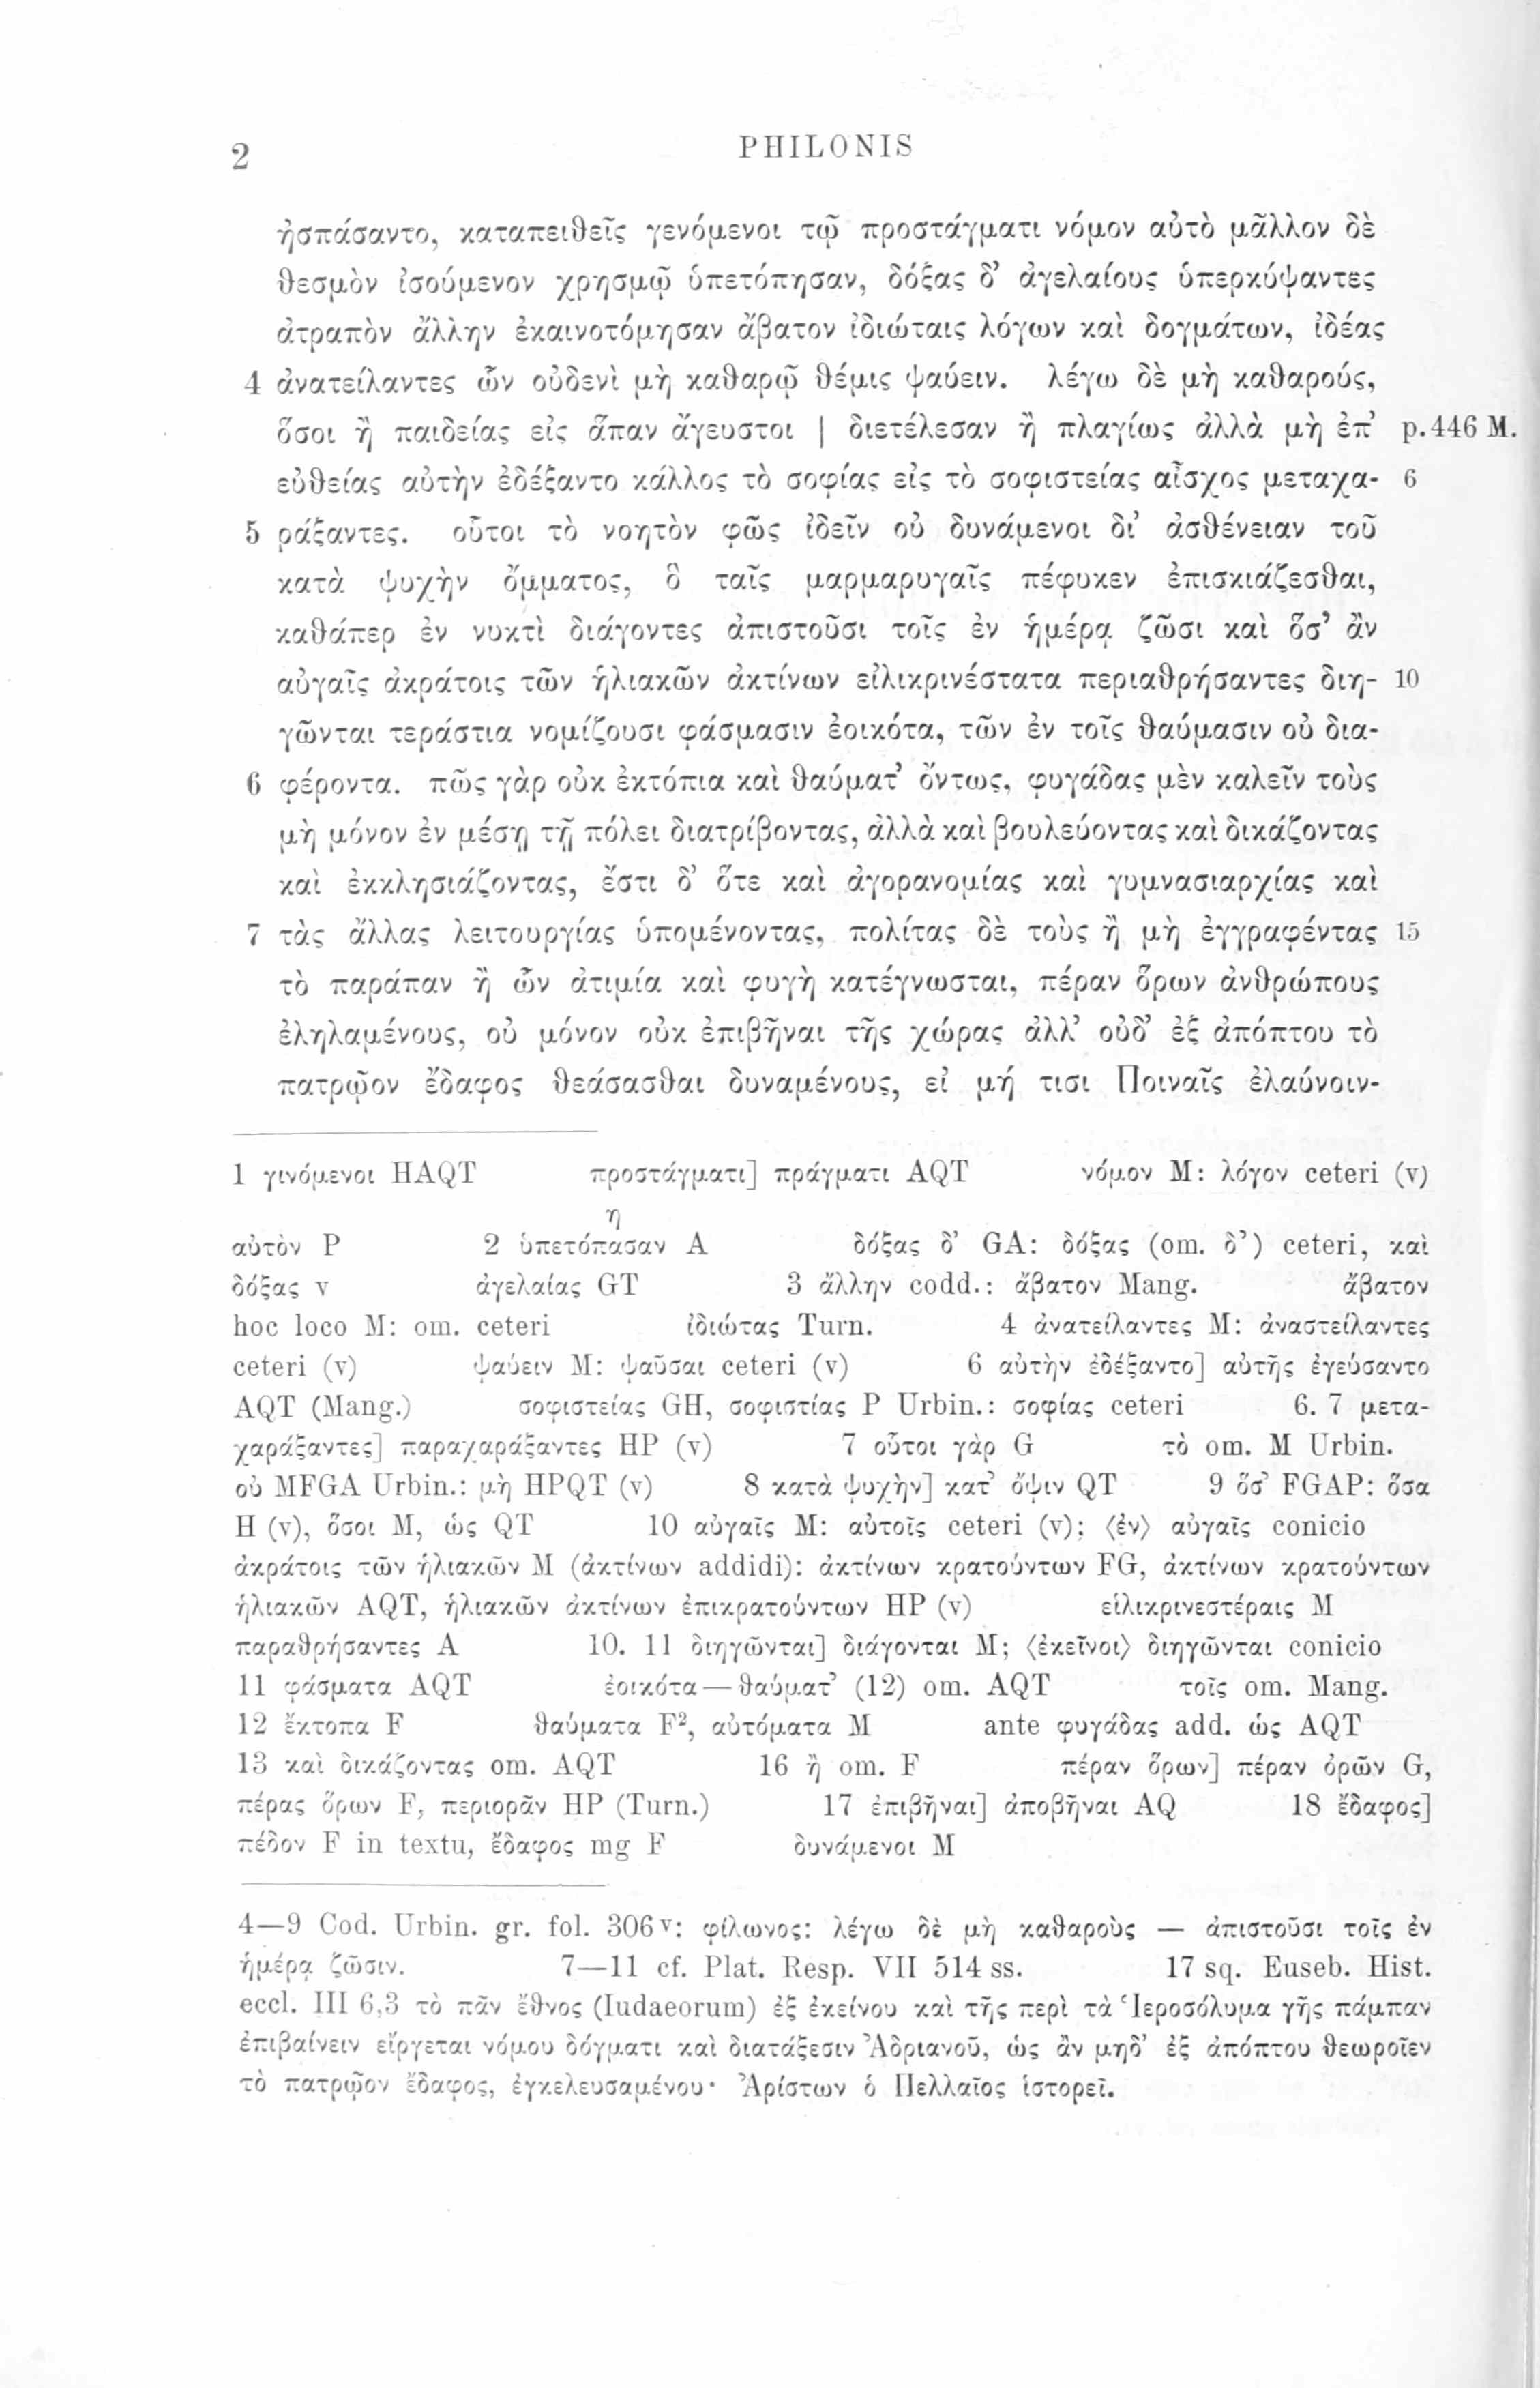 2 PHILONIS
ἠσπάσαντο, καταπειθεῖς γενόμενοι τῷ προστάγματι νόμον αὐτὸ μᾶλλον δὲ
θεσμὸν ἰσούμενον χρησμῷ ὑπετόπησαν, δόξας δ’ ἀγελαίους ὑπερκύψαντες
ἀτραπὸν ἄλλην ἐκαινοτόμησαν ἄβατον ἰδιώταις λόγων καὶ δογμάτων, ἰδέας
4 ἀνατείλαντες ὧν οὐδενὶ μὴ καθαρῷ θέμις ψαύειν. λέγω δὲ μὴ καθαρούς,
ὅσοι ἢ παιδείας εἰς ἅπαν ἄγευστοι | διετέλεσαν ἢ πλαγίως ἀλλὰ μὴ ἐπ’ p.446 M.
εὐθείας αὐτὴν ἐδέξαντο κάλλος τὸ σοφίας εἰς τὸ σοφιστείας αἶσχος μεταχα- 6
5 ράξαντες. οὗτοι τὸ νοητὸν φῶς ἰδεῖν οὐ δυνάμενοι δι’ ἀσθένειαν τοῦ
κατὰ ψυχὴν ὄμματος, ὃ ταῖς μαρμαρυγαῖς πέφυκεν ἐπισκιάζεσθαι,
καθάπερ ἐν νυκτὶ διάγοντες ἀπιστοῦσι τοῖς ἐν ἡμέρᾳ ζῶσι καὶ ὅσ’ ἂν
αὐγαῖς ἀκράτοις τῶν ἡλιακῶν ἀκτίνων εἰλικρινέστατα περιαθρήσαντες διη- 10
γῶνται τεράστια νομίζουσι φάσμασιν ἐοικότα, τῶν ἐν τοῖς θαύμασιν οὐ δια-
6 φέροντα. πῶς γὰρ οὐκ ἐκτόπια καὶ θαύματ’ ὄντως, φυγάδας μὲν καλεῖν τοὺς
μὴ μόνον ἐν μέσῃ τῇ πόλει διατρίβοντας, ἀλλὰ καὶ βουλεύοντας καὶ δικάζοντας
καὶ ἐκκλησιάζοντας, ἔστι δ’ ὅτε καὶ ἀγορανομίας καὶ γυμνασιαρχίας καὶ
7 τὰς ἄλλας λειτουργίας ὑπομένοντας, πολίτας δὲ τοὺς ἢ μὴ ἐγγραφέντας 15
τὸ παράπαν ἢ ὧν ἀτιμία καὶ φυγὴ κατέγνωσται, πέραν ὅρων ἀνθρώπους
ἐληλαμένους, οὐ μόνον οὐκ ἐπιβῆναι τῆς χώρας ἀλλ’ οὐδ’ ἐξ ἀπόπτου τὸ
πατρῷον ἔδαφος θεάσασθαι δυναμένους, εἰ μή τισι Ποιναῖς ἐλαύνοιν-
1 γινόμενοι HAQT προστάγματι] πράγματι AQT νόμον M: λόγον ceteri (v)
η
αὐτὸν P 2 ὑπετόπασαν A δόξας δ’ GA: δόξας (om. δ’) ceteri, καὶ
δόξας v ἀγελαίας GT 3 ἄλλην codd.: ἄβατον Mang. ἄβατον
hoc loco M: om. ceteri ἰδιώτας Turn. 4 ἀνατείλαντες M: ἀναστείλαντες
ceteri (v) ψαύειν M: ψαῦσαι ceteri (v) 6 αὐτὴν ἐδέξαντο] αὐτῆς ἐγεύσαντο
AQT (Mang.) σοφιστείας GH, σοφιστίας P Urbin.: σοφίας ceteri 6. 7 μετα-
χαράξαντες] παραχαράξαντες HP (v) 7 οὗτοι γὰρ G τὸ om. M Urbin.
οὐ MFGA Urbin.: μὴ HPQT (v) 8 κατὰ ψυχὴν] κατ’ ὄψιν QT 9 ὅσ’ FGAP: ὅσα
H (v), ὅσοι M, ὡς QT 10 αὐγαῖς M: αὐτοῖς ceteri (v); ⟨ἐν⟩ αὐγαῖς conicio
ἀκράτοις τῶν ἡλιακῶν M (ἀκτίνων addidi): ἀκτίνων κρατούντων FG, ἀκτίνων κρατούντων
ἡλιακῶν AQT, ἡλιακῶν ἀκτίνων ἐπικρατούντων HP (v) εἰλικρινεστέραις M
παραθρήσαντες A 10. 11 διηγῶνται] διάγονται M; ⟨ἐκεῖνοι⟩ διηγῶνται conicio
11 φάσματα AQT ἐοικότα—θαύματ’ (12) om. AQT τοῖς om. Mang.
12 ἔκτοπα F θαύματα F², αὐτόματα M ante φυγάδας add. ὡς AQT
13 καὶ δικάζοντας om. AQT 16 ἢ om. F πέραν ὅρων] πέραν ὁρῶν G,
πέρας ὅρων F, περιορᾶν HP (Turn.) 17 ἐπιβῆναι] ἀποβῆναι AQ 18 ἔδαφος]
πέδον F in textu, ἔδαφος mg F δυνάμενοι M
4—9 Cod. Urbin. gr. fol. 306ᵛ: φίλωνος: λέγω δὲ μὴ καθαροὺς — ἀπιστοῦσι τοῖς ἐν
ἡμέρᾳ ζῶσιν. 7—11 cf. Plat. Resp. VII 514 ss. 17 sq. Euseb. Hist.
eccl. III 6,3 τὸ πᾶν ἔθνος (Iudaeorum) ἐξ ἐκείνου καὶ τῆς περὶ τὰ Ἱεροσόλυμα γῆς πάμπαν
ἐπιβαίνειν εἴργεται νόμου δόγματι καὶ διατάξεσιν Ἀδριανοῦ, ὡς ἂν μηδ’ ἐξ ἀπόπτου θεωροῖεν
τὸ πατρῷον ἔδαφος, ἐγκελευσαμένου· Ἀρίστων ὁ Πελλαῖος ἱστορεῖ.